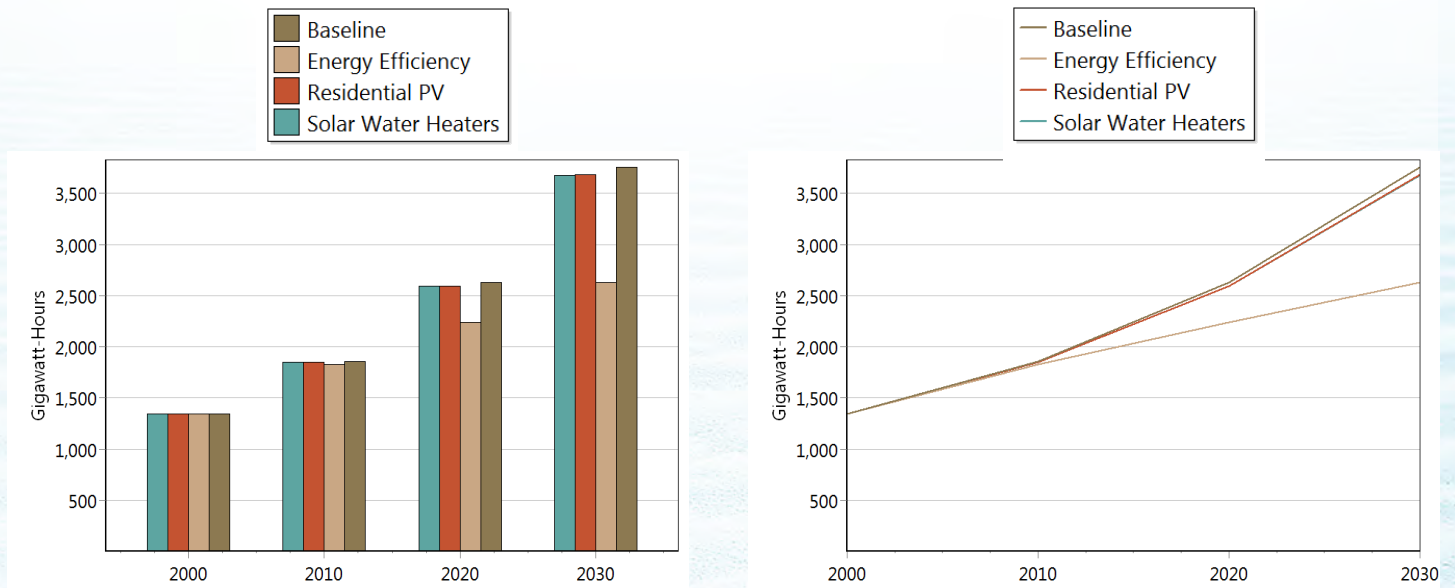 Baseline
Energy Efficiency
Residential PV
Solar Water Heaters
3,500
3,000
2,500
2,000
1,500
1,000
500
Gigawatt-Hours
2000
2010
2020
2030
Baseline
Energy Efficiency
Residential PV
Solar Water Heaters
3,500
3,000
2,500
2,000
1,500
1,000
500
Gigawatt-Hours
2000
2010
2020
2030